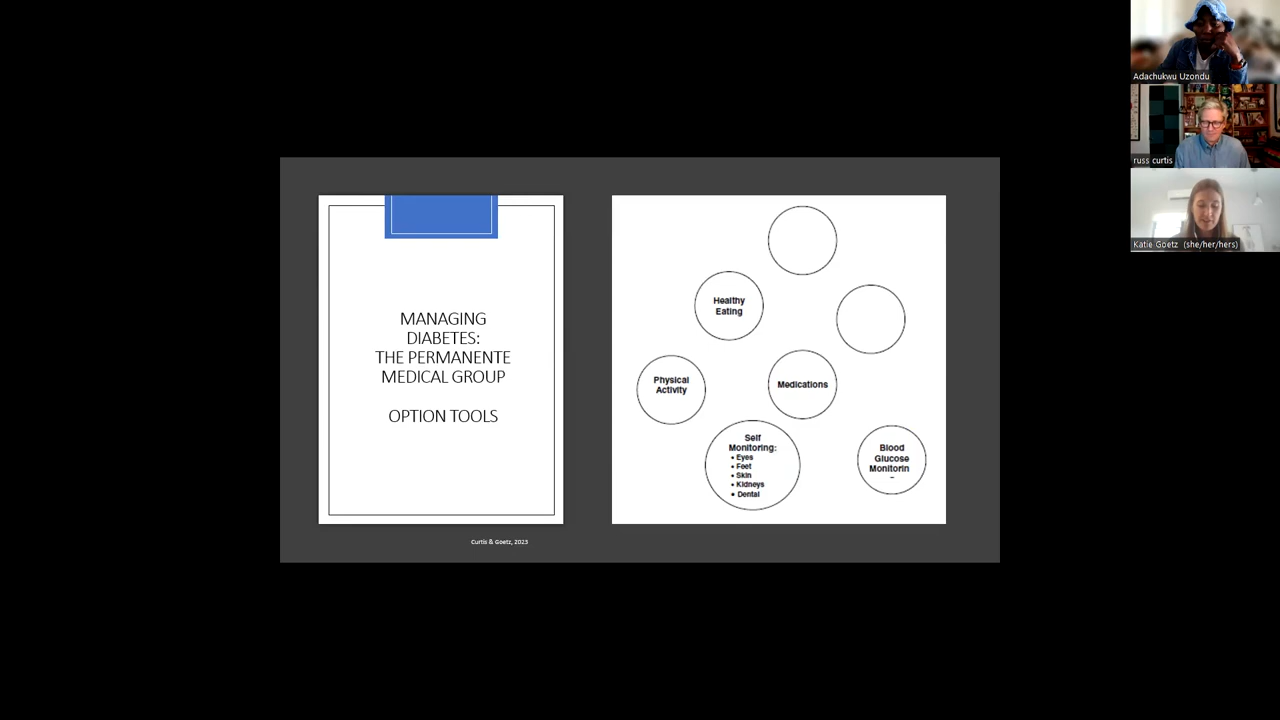 MANAGING
DIABETES:
THE PERMANENTE
MEDICAL GROUP
OPTION TOOLS
Healthy
Eating
Physical
Activity
Medications
Self
Monitoring:
• Eyes
• Feet
• Skin
• Kidneys
• Dental
Blood
Glucose
Monitorin
Curtis & Goetz, 2023
Adachukwu Uzondu
russ curtis
Katie Goetz (she/her/hers)